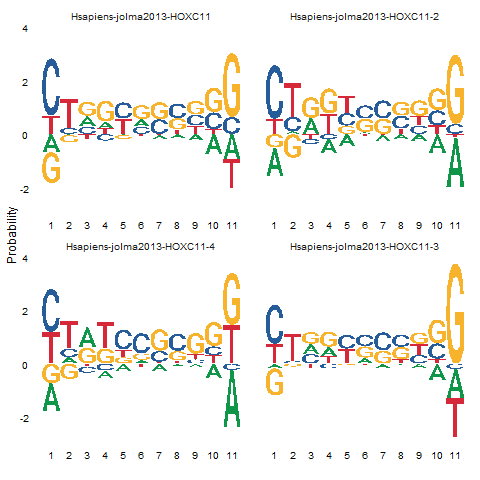 Hsapiens-jolma2013-HOXC11
Hsapiens-jolma2013-HOXC11-2
4
2
0
-2
1 2 3 4 5 6 7 8 9 10 11
1 2 3 4 5 6 7 8 9 10 11
Probability
Hsapiens-jolma2013-HOXC11-4
Hsapiens-jolma2013-HOXC11-3
4
2
0
-2
1 2 3 4 5 6 7 8 9 10 11
1 2 3 4 5 6 7 8 9 10 11